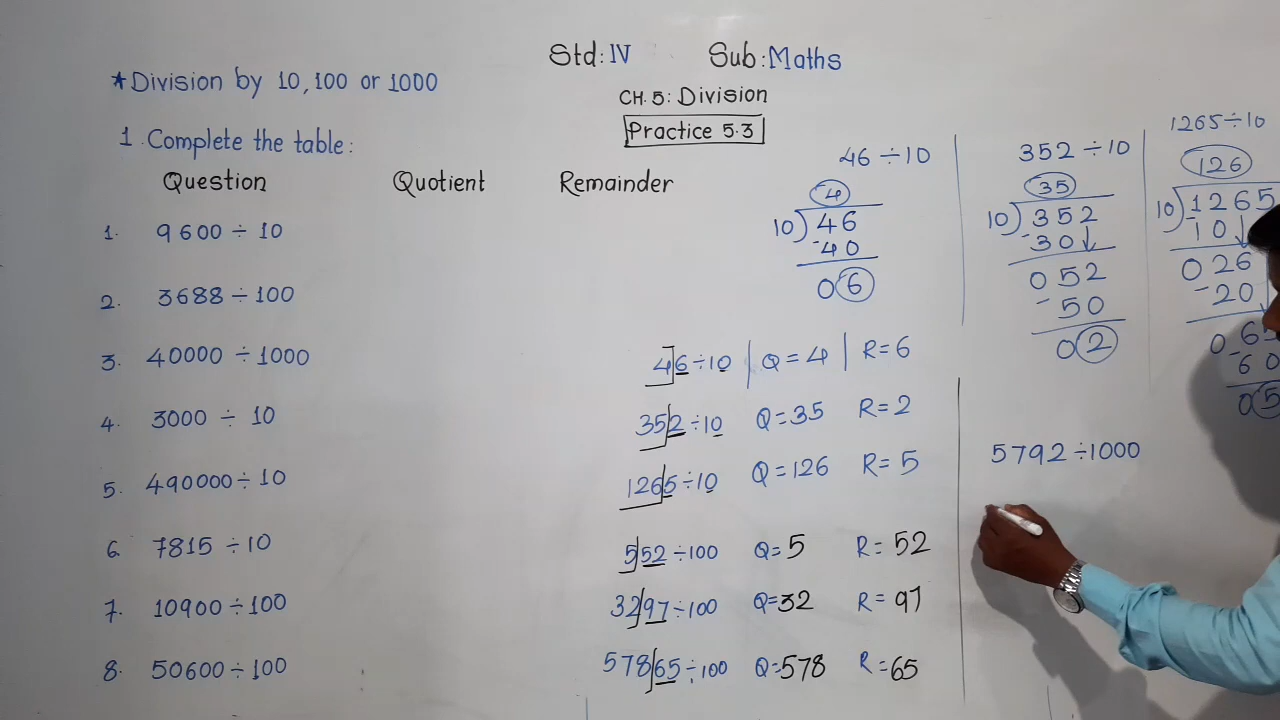 Std: IV Sub: Maths
*Division by 10, 100 or 1000
CH. 5: Division
Practice 5.3
1. Complete the table:
Question Quotient Remainder
1. 9600 ÷ 10
2. 3688 ÷ 100
3. 40000 ÷ 1000
4. 3000 ÷ 10
5. 490000 ÷ 10
6. 7815 ÷ 10
7. 10900 ÷ 100
8. 50600 ÷ 100
46 ÷ 10
4
10)46
-40
06
352 ÷ 10
35
10)352
-30↓
052
-50
02
1265 ÷ 10
126
10)1265
-10↓
026
-20
065
-60
05
46 ÷ 10 Q = 4 R = 6
352 ÷ 10 Q = 35 R = 2
1265 ÷ 10 Q = 126 R = 5
552 ÷ 100 Q = 5 R = 52
3297 ÷ 100 Q = 32 R = 97
57865 ÷ 100 Q = 578 R = 65
5792 ÷ 1000